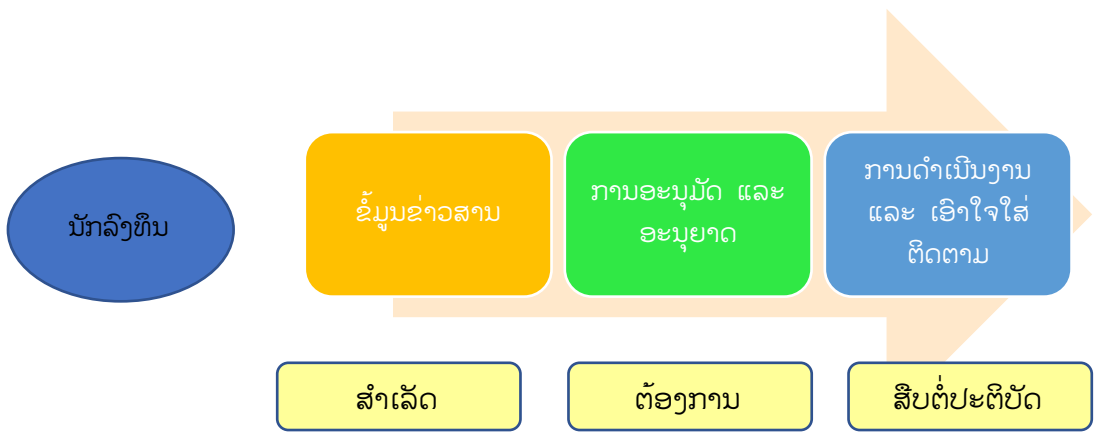 ນັກລົງທຶນ
ຂໍ້ມູນຂ່າວສານ
ການອະນຸມັດ ແລະ
ອະນຸຍາດ
ການດຳເນີນງານ
ແລະ ເອົາໃຈໃສ່
ຕິດຕາມ
ສຳເລັດ
ຕ້ອງການ
ສືບຕໍ່ປະຕິບັດ